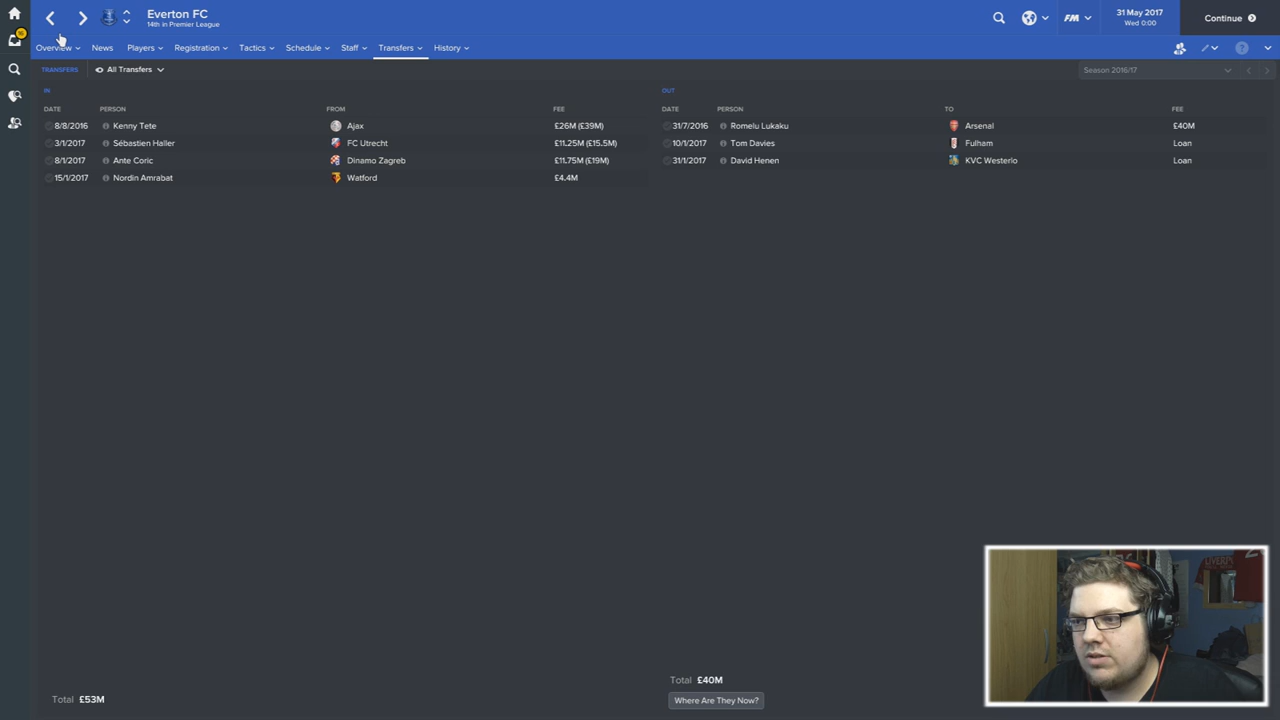 Everton FC
14th in Premier League
FM
31 May 2017
Wed 0:00
Continue
16
Overview
News
Players
Registration
Tactics
Schedule
Staff
Transfers
History
TRANSFERS
All Transfers
Season 2016/17
IN
DATE PERSON FROM FEE
8/8/2016 Kenny Tete Ajax £26M (£39M)
3/1/2017 Sébastien Haller FC Utrecht £11.25M (£15.5M)
8/1/2017 Ante Coric Dinamo Zagreb £11.75M (£19M)
15/1/2017 Nordin Amrabat Watford £4.4M
Total £53M
OUT
DATE PERSON TO FEE
31/7/2016 Romelu Lukaku Arsenal £40M
10/1/2017 Tom Davies Fulham Loan
31/1/2017 David Henen KVC Westerlo Loan
Total £40M
Where Are They Now?